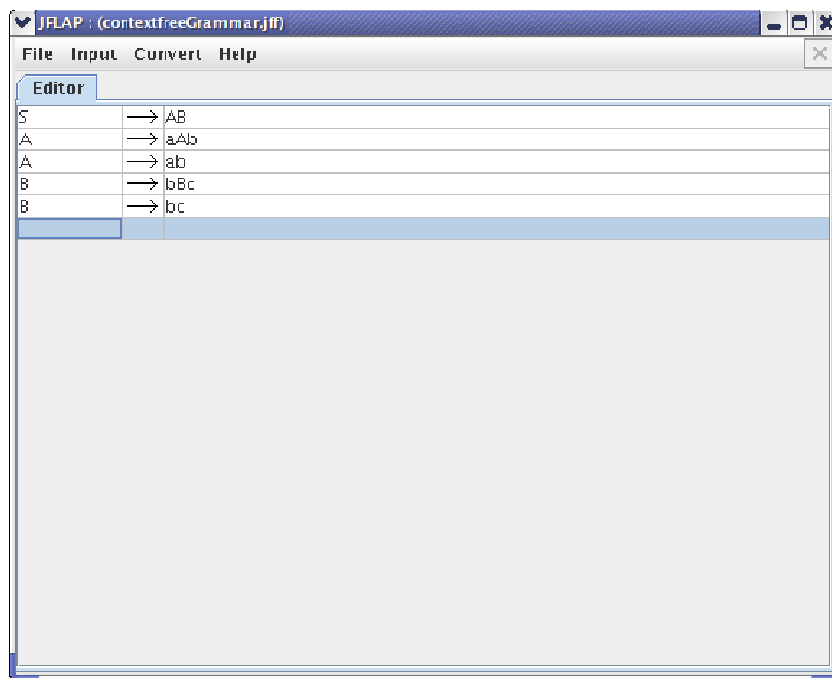 JFLAP : (contextfreeGrammar.jff)
File Input Convert Help
Editor
S → AB
A → aAb
A → ab
B → bBc
B → bc